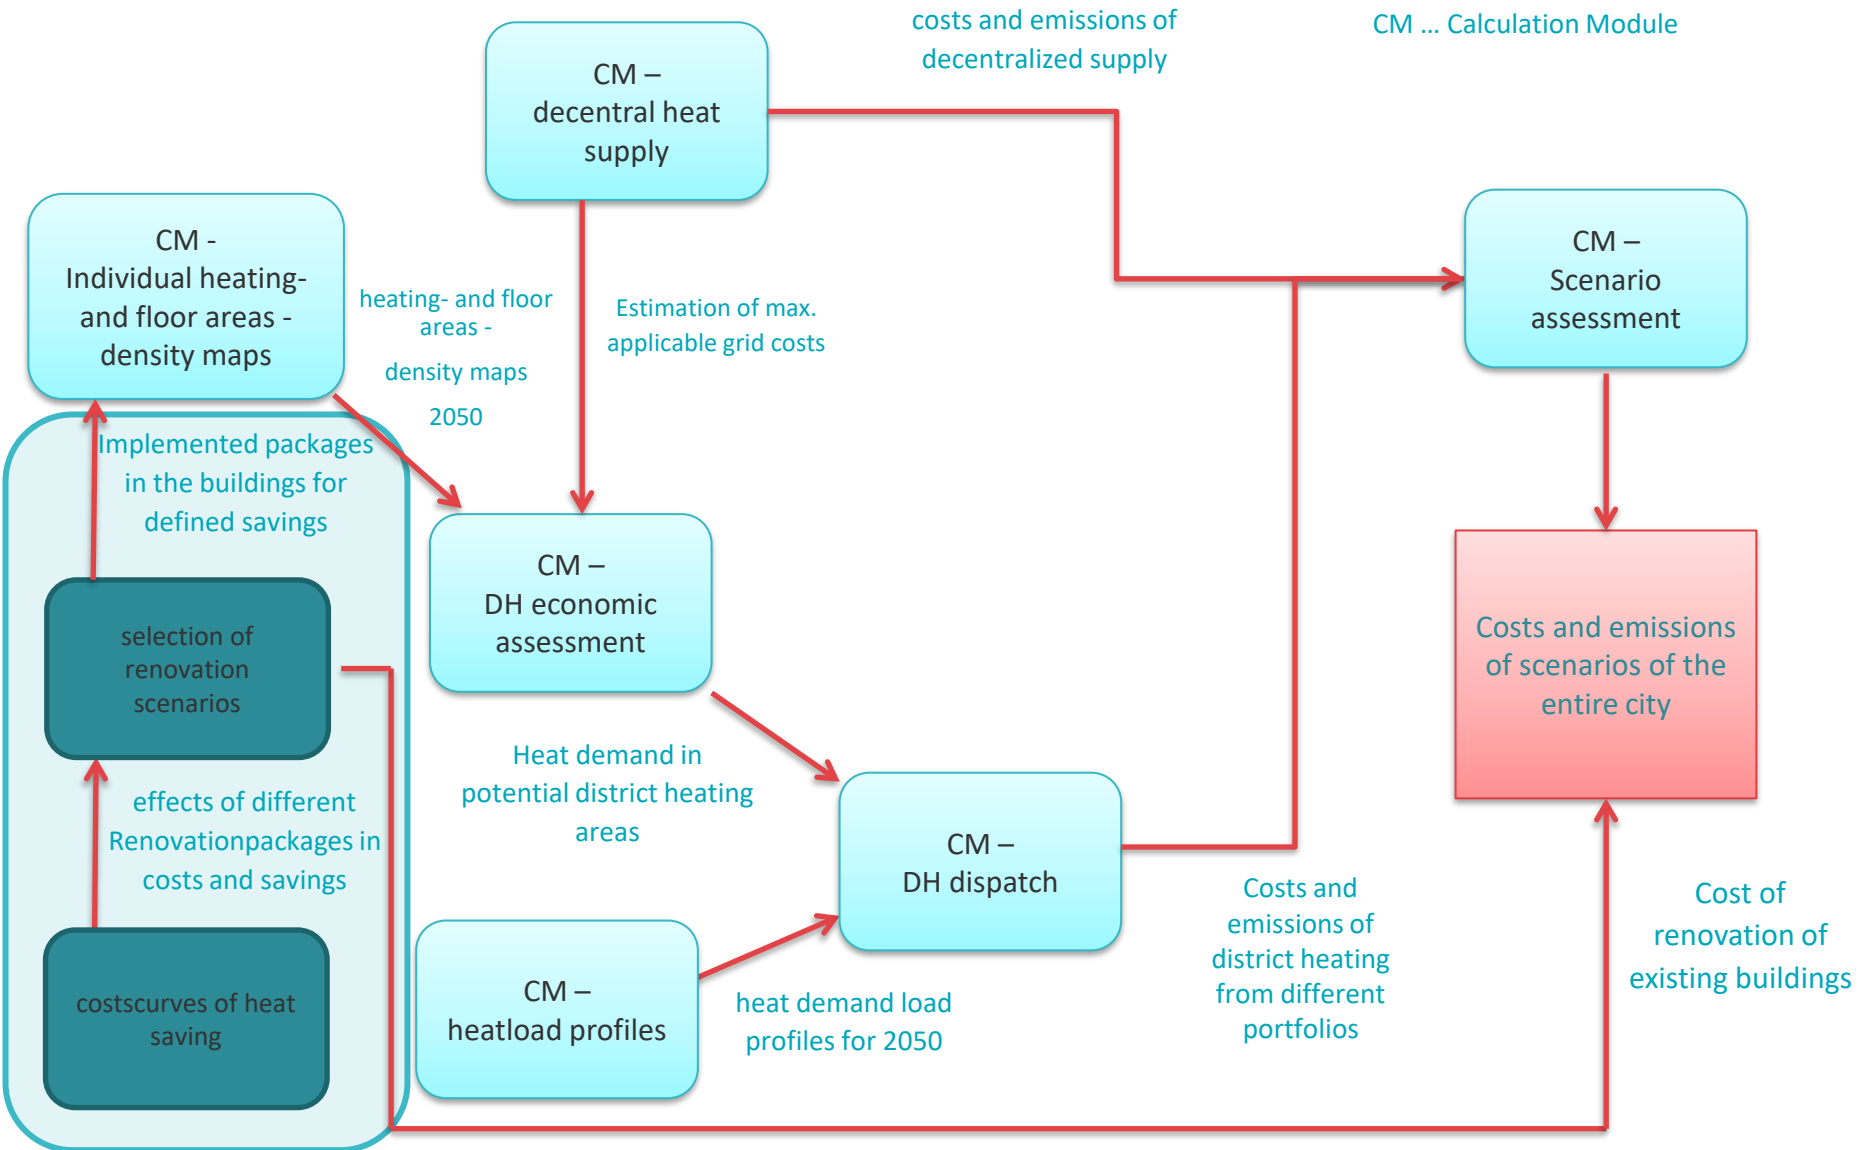 costs and emissions of
decentralized supply
CM ... Calculation Module
CM –
decentral heat
supply
CM -
Individual heating-
and floor areas -
density maps
heating- and floor
areas -
density maps
2050
Estimation of max.
applicable grid costs
CM –
Scenario
assessment
Implemented packages
in the buildings for
defined savings
CM –
DH economic
assessment
selection of
renovation
scenarios
Costs and emissions
of scenarios of the
entire city
Heat demand in
potential district heating
areas
effects of different
Renovationpackages in
costs and savings
CM –
DH dispatch
Costs and
emissions of
district heating
from different
portfolios
Cost of
renovation of
existing buildings
costscurves of heat
saving
CM –
heatload profiles
heat demand load
profiles for 2050